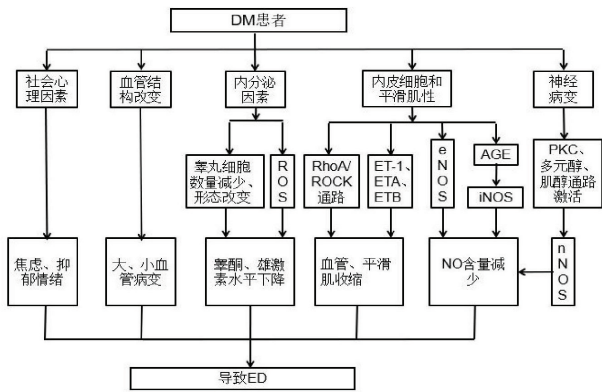 DM患者
社会心
理因素
血管结
构改变
内分泌
因素
内皮细胞和
平滑肌性
神经
病变
睾丸细胞
数量减少、
形态改变
R
O
S
RhoA/
ROCK
通路
ET-1、
ETA、
ETB
e
N
O
S
AGE
iNOS
PKC、
多元醇、
肌醇通路
激活
焦虑、抑
郁情绪
大、小血
管病变
睾酮、雄激
素水平下降
血管、平滑
肌收缩
NO含量减
少
n
N
O
S
导致ED